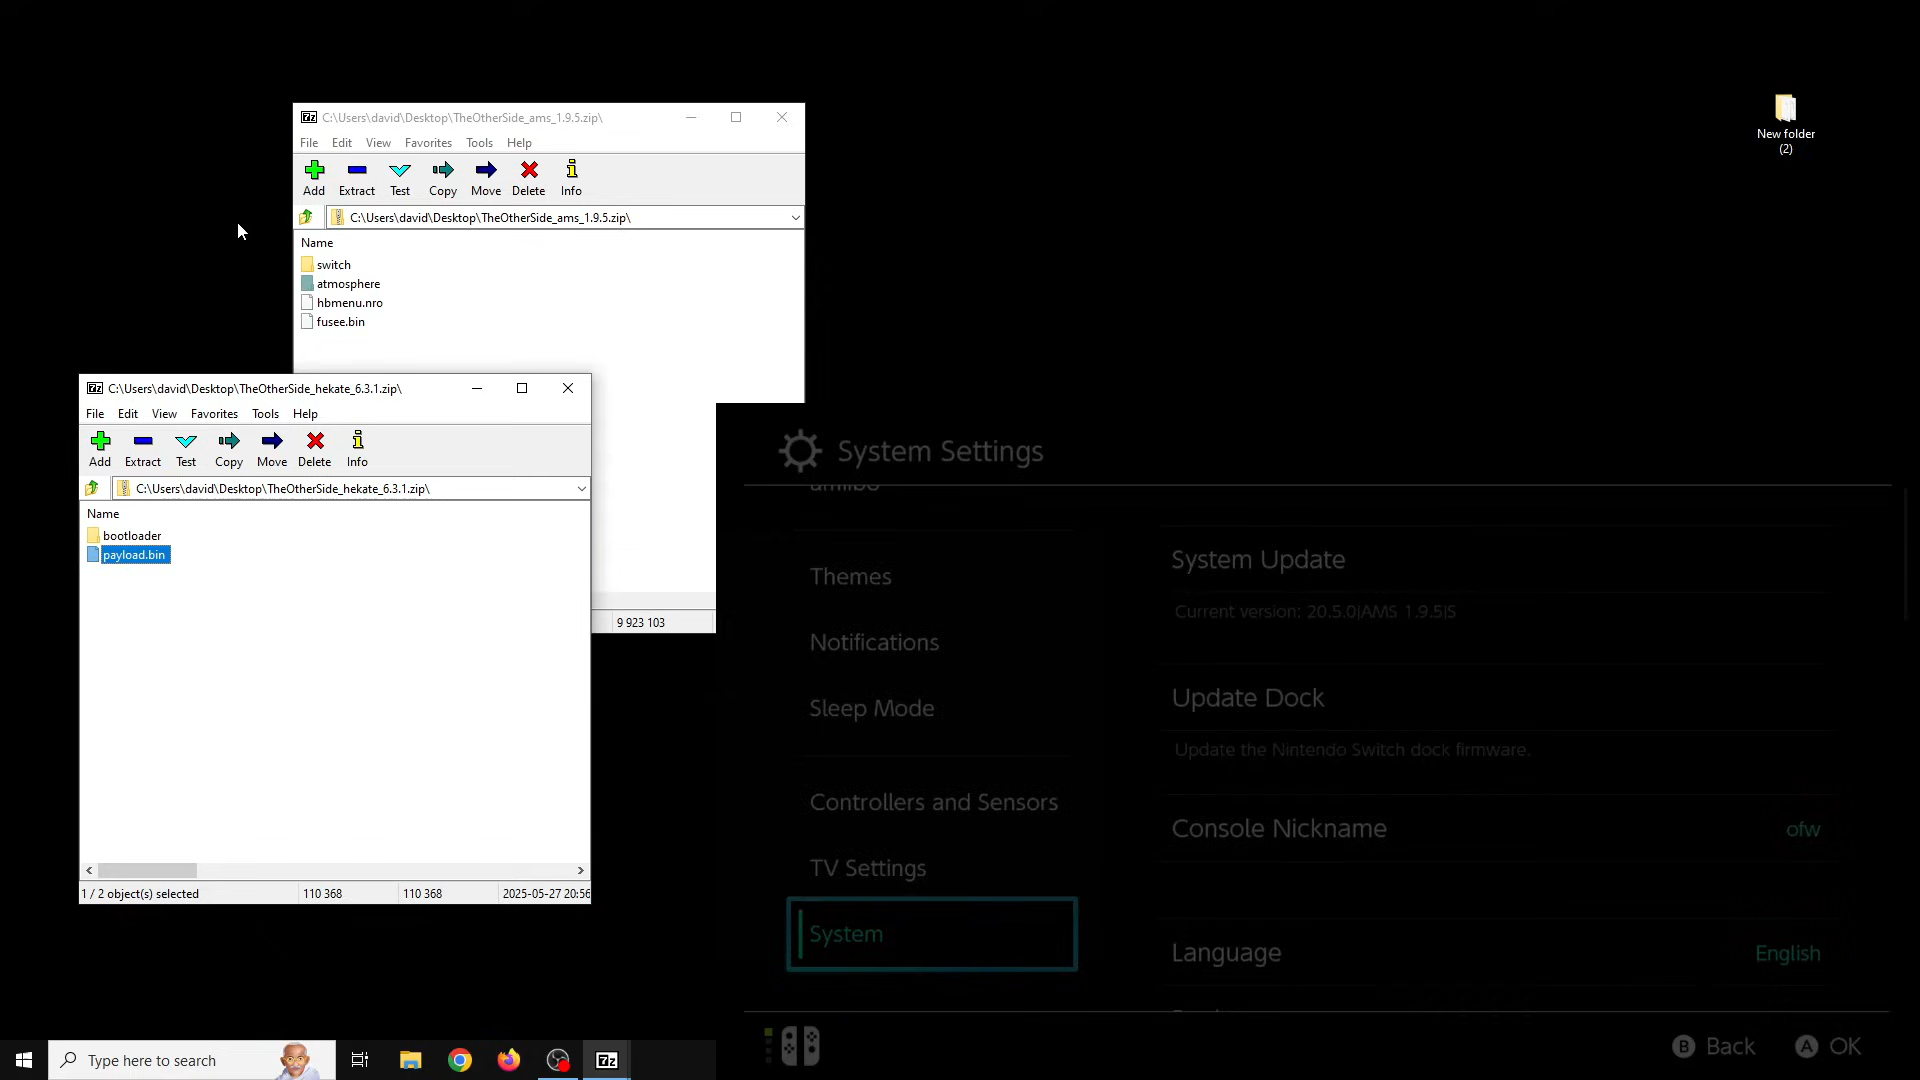 C:\Users\david\Desktop\TheOtherSide_ams_1.9.5.zip\
File Edit View Favorites Tools Help
Add Extract Test Copy Move Delete Info
C:\Users\david\Desktop\TheOtherSide_ams_1.9.5.zip\
Name
switch
atmosphere
hbmenu.nro
fusee.bin
9 923 103
New folder
(2)
C:\Users\david\Desktop\TheOtherSide_hekate_6.3.1.zip\
File Edit View Favorites Tools Help
Add Extract Test Copy Move Delete Info
C:\Users\david\Desktop\TheOtherSide_hekate_6.3.1.zip\
Name
bootloader
payload.bin
1 / 2 object(s) selected 110 368 110 368 2025-05-27 20:56
System Settings
amiibo
Themes
Notifications
Sleep Mode
Controllers and Sensors
TV Settings
System
System Update
Current version: 20.5.0|AMS 1.9.5|S
Update Dock
Update the Nintendo Switch dock firmware.
Console Nickname ofw
Language English
B Back A OK
Type here to search
7z